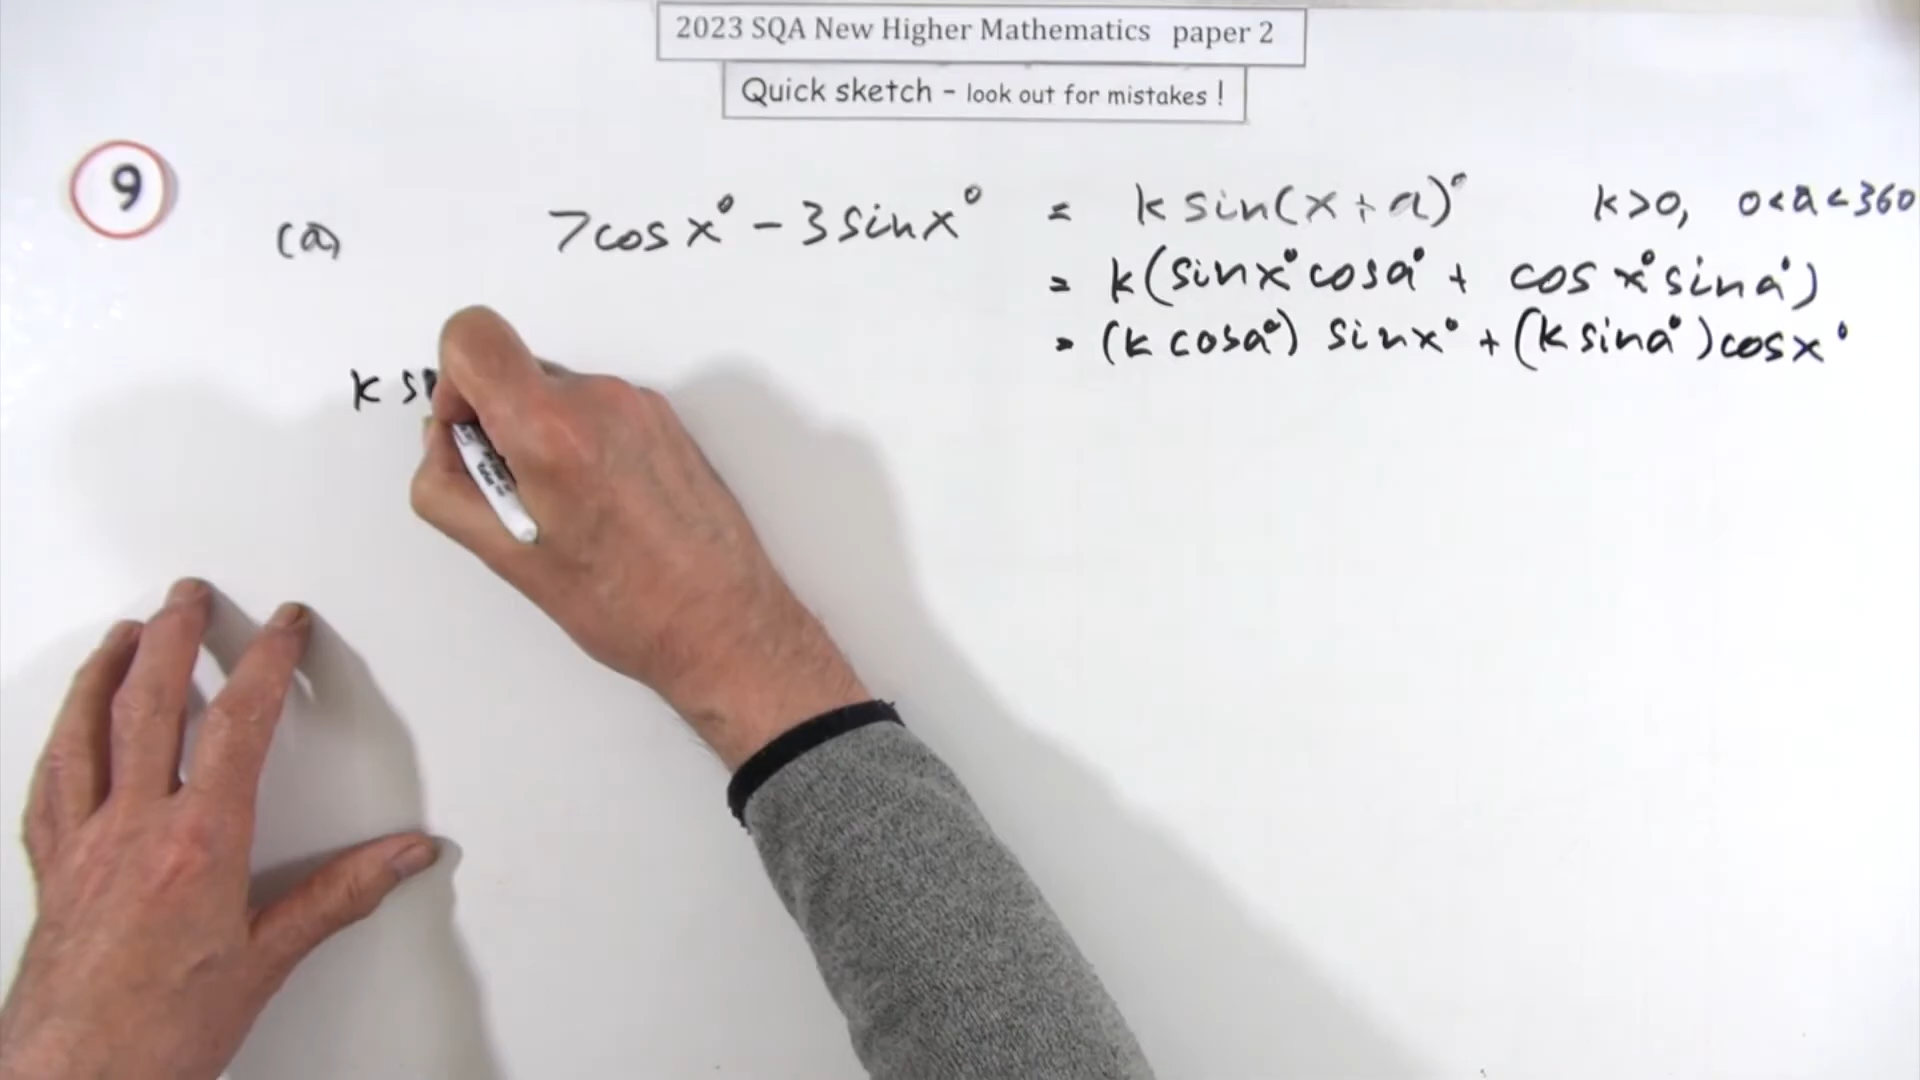 2023 SQA New Higher Mathematics paper 2
Quick sketch – look out for mistakes !
9
(a) 7cos x° − 3sin x° = k sin(x + a)° k>0, 0<a<360
= k(sin x° cos a° + cos x° sin a°)
= (k cos a°) sin x° + (k sin a°) cos x°
k